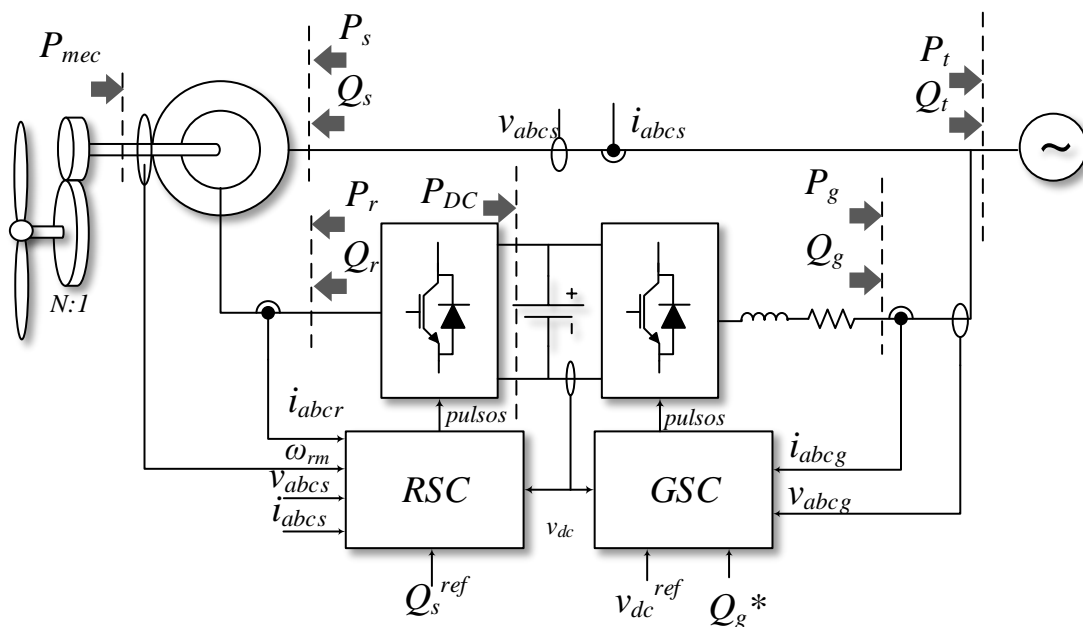 P_s
P_mec
Q_s
P_t
Q_t
v_abcs
i_abcs
~
P_r
P_DC
P_g
Q_r
Q_g
N:1
+
-
i_abcr
pulsos
pulsos
ω_rm
i_abcg
v_abcs
RSC
GSC
v_abcg
i_abcs
v_dc
Q_s^ref
v_dc^ref
Q_g*